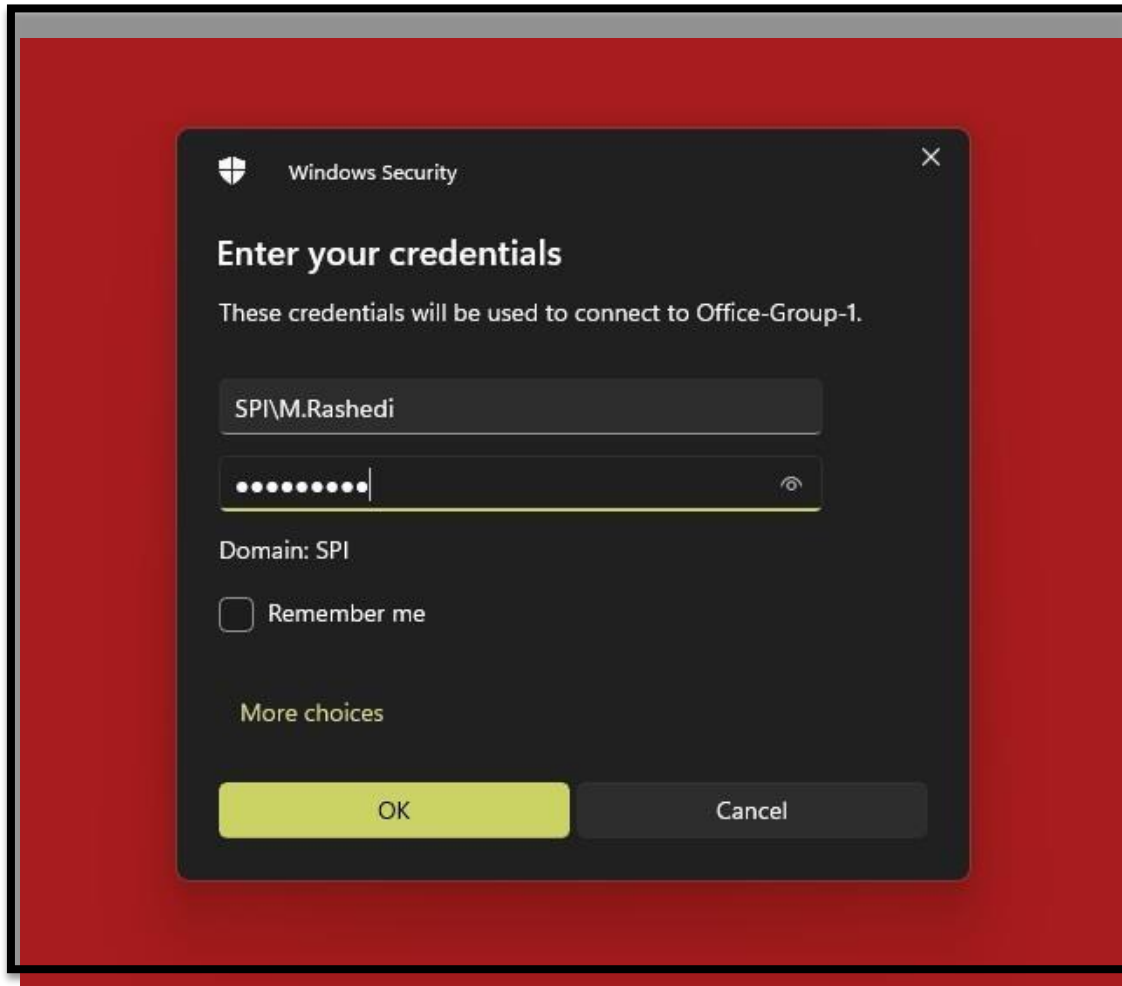 Windows Security
Enter your credentials
These credentials will be used to connect to Office-Group-1.
SPI\M.Rashedi
•••••••••
Domain: SPI
Remember me
More choices
OK
Cancel